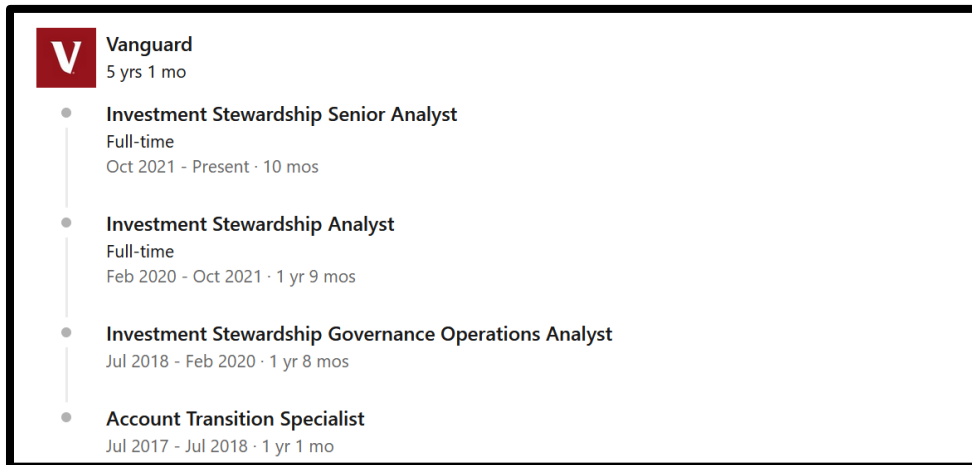 V
Vanguard
5 yrs 1 mo
Investment Stewardship Senior Analyst
Full-time
Oct 2021 - Present · 10 mos
Investment Stewardship Analyst
Full-time
Feb 2020 - Oct 2021 · 1 yr 9 mos
Investment Stewardship Governance Operations Analyst
Jul 2018 - Feb 2020 · 1 yr 8 mos
Account Transition Specialist
Jul 2017 - Jul 2018 · 1 yr 1 mo